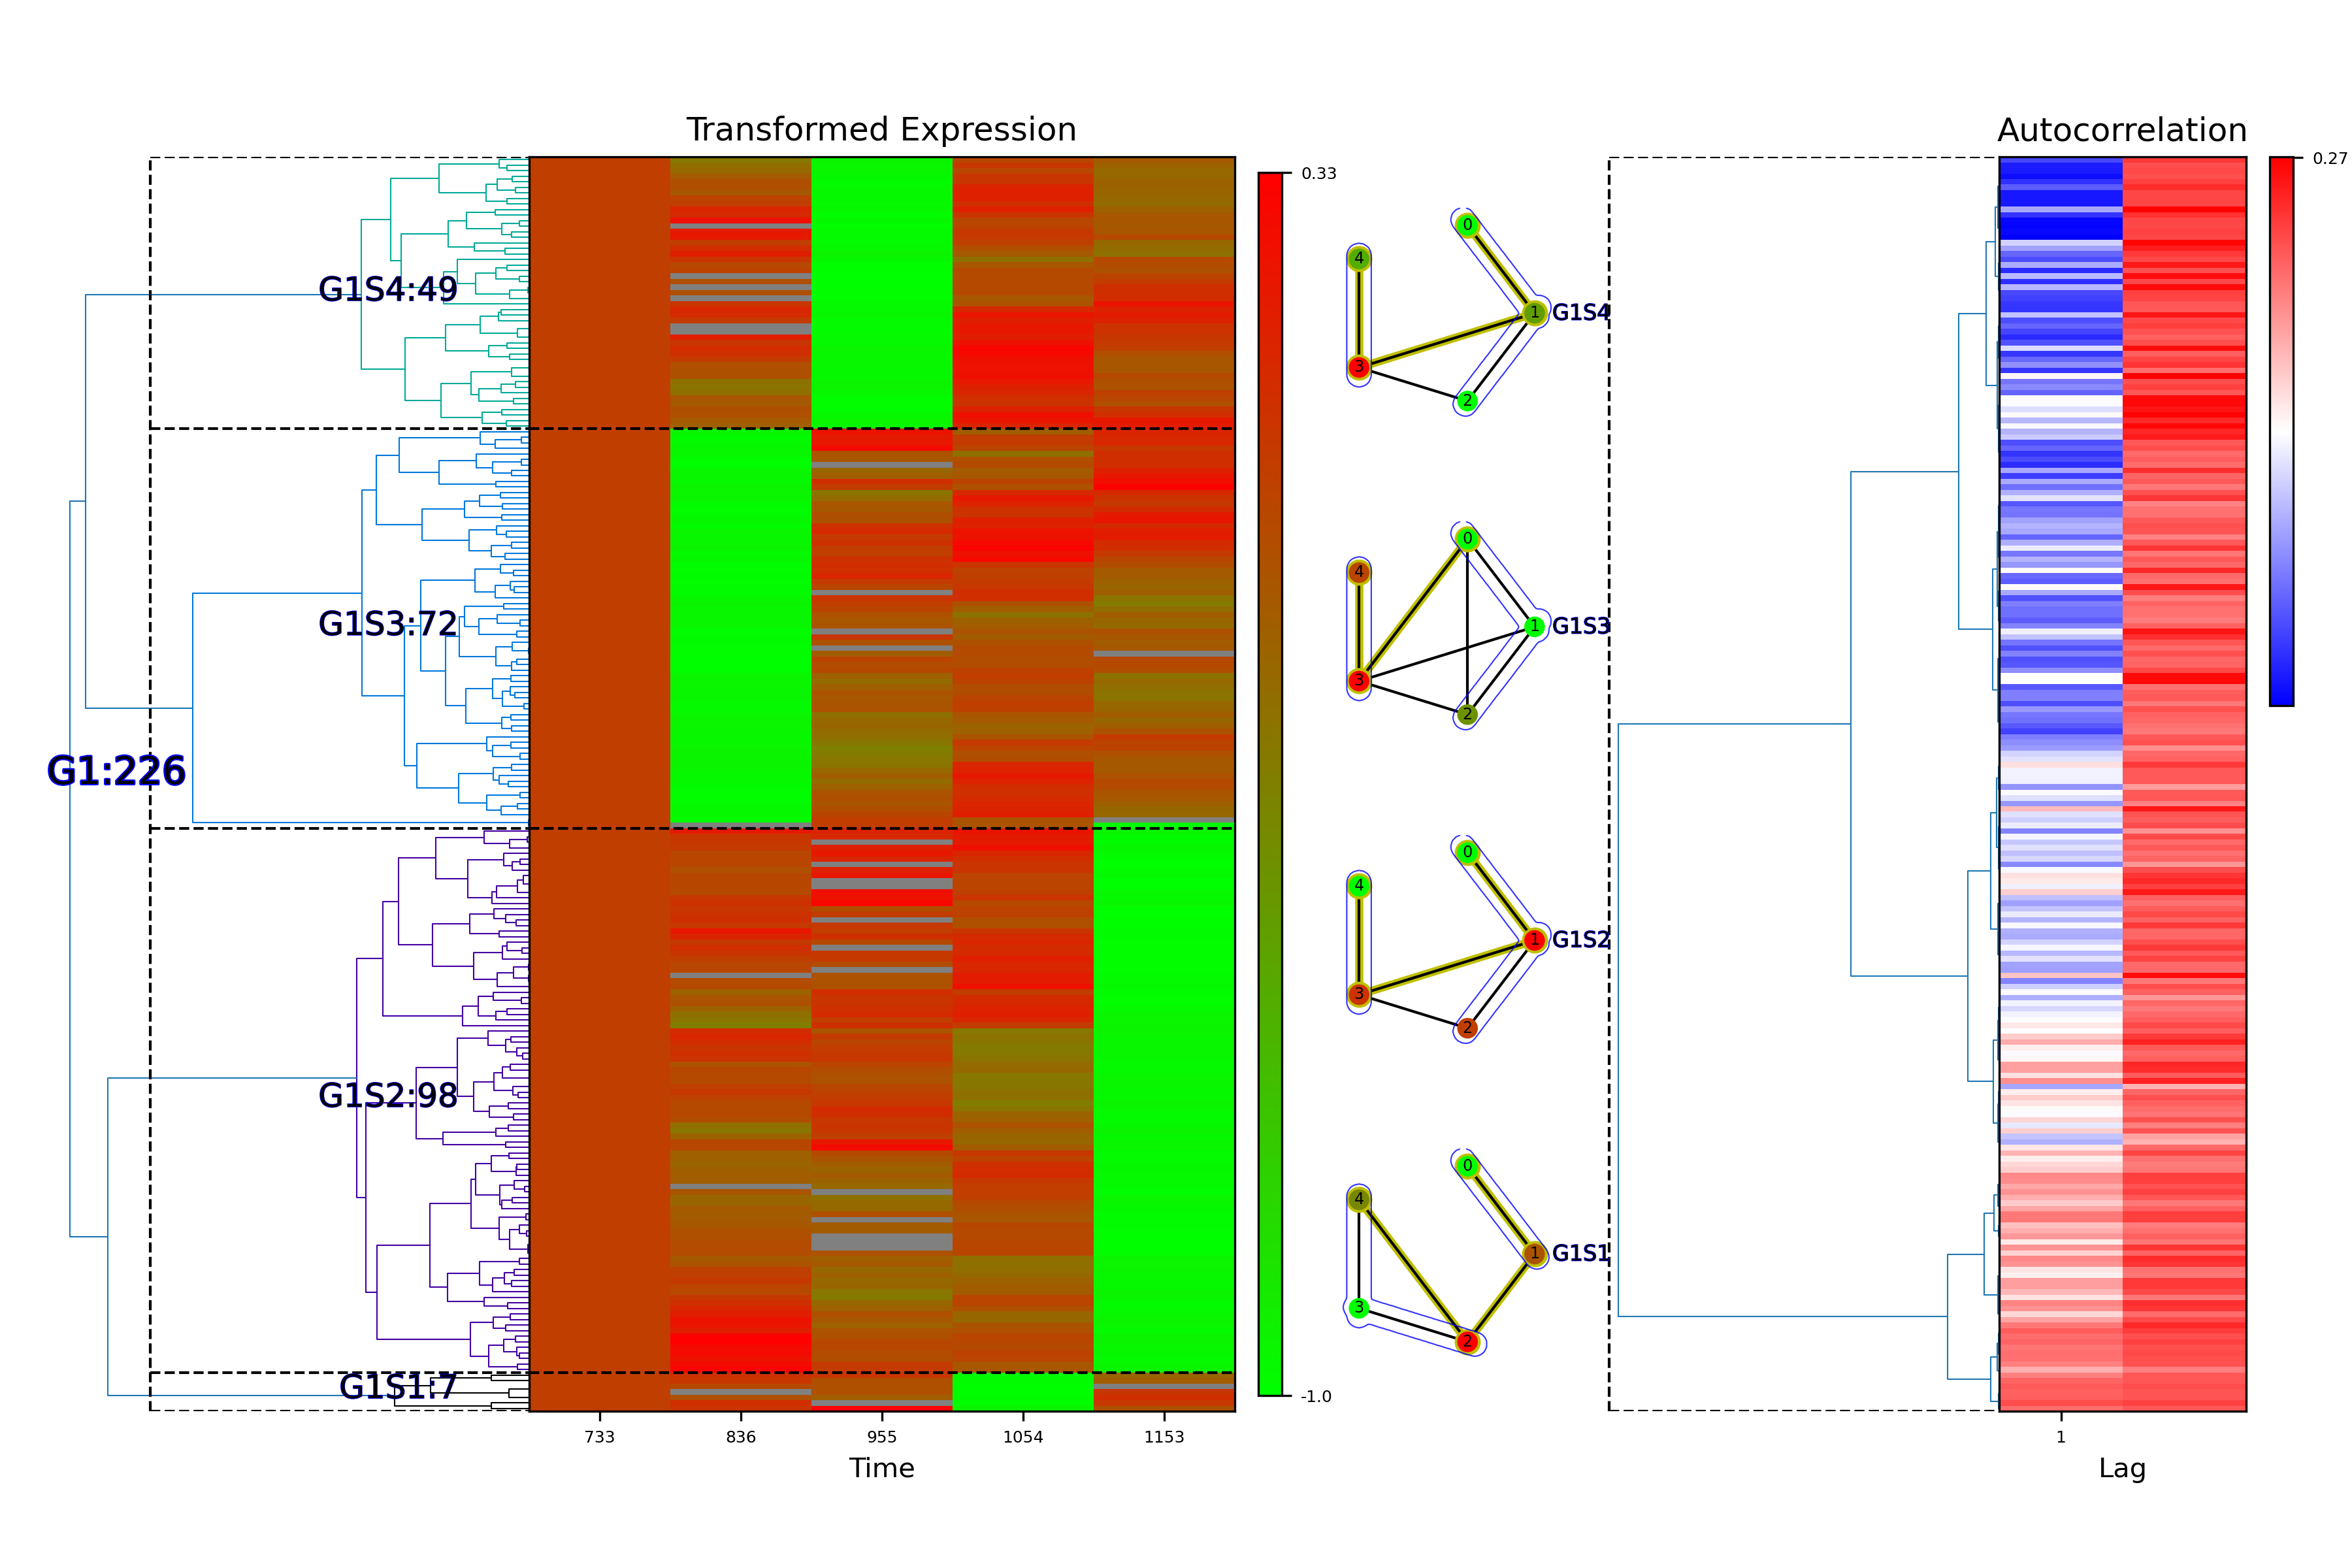 Transformed Expression
Autocorrelation
0.33
0.27
G1S4:49
G1S3:72
G1:226
G1S2:98
G1S1:7
0
4
1
G1S4
3
2
0
4
1
G1S3
3
2
0
4
1
G1S2
3
2
0
4
1
G1S1
3
2
-1.0
733 836 955 1054 1153
1
Time
Lag